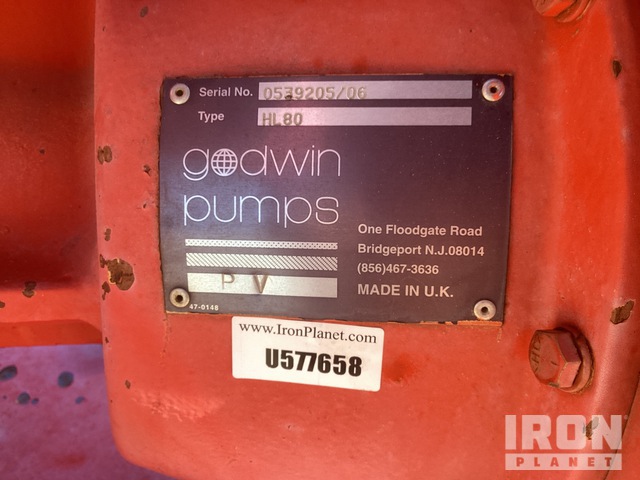 Serial No. 0539205/06
Type HL80
godwin
pumps
One Floodgate Road
Bridgeport N.J.08014
(856)467-3636
MADE IN U.K.
P V
47-0148
www.IronPlanet.com
U577658
IRON
PLANET